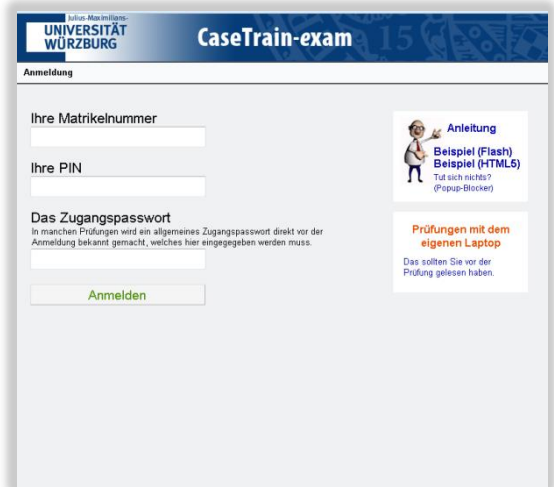 Julius-Maximilians-
UNIVERSITÄT
WÜRZBURG
CaseTrain-exam
15
Anmeldung
Ihre Matrikelnummer
Ihre PIN
Das Zugangspasswort
In manchen Prüfungen wird ein allgemeines Zugangspasswort direkt vor der
Anmeldung bekannt gemacht, welches hier eingegegeben werden muss.
Anmelden
Anleitung
Beispiel (Flash)
Beispiel (HTML5)
Tut sich nichts?
(Popup-Blocker)
Prüfungen mit dem
eigenen Laptop
Das sollten Sie vor der
Prüfung gelesen haben.